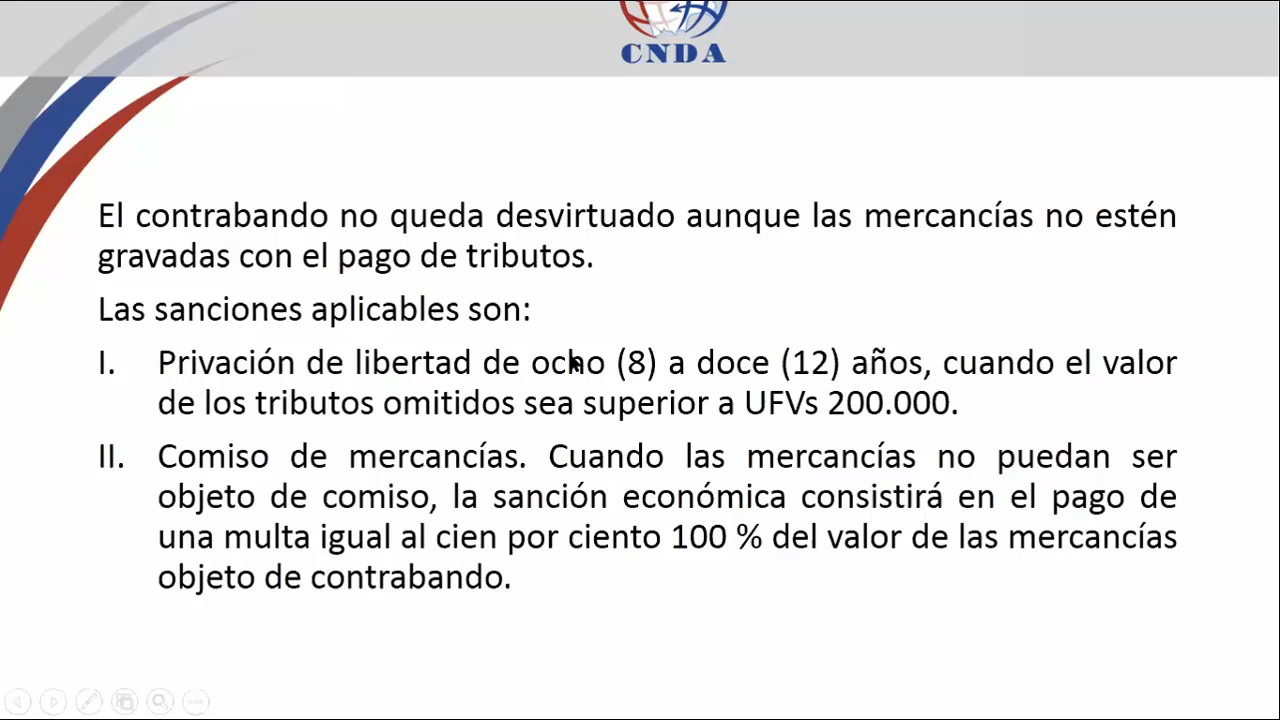 CNDA
El contrabando no queda desvirtuado aunque las mercancías no estén
gravadas con el pago de tributos.
Las sanciones aplicables son:
I. Privación de libertad de ocho (8) a doce (12) años, cuando el valor
de los tributos omitidos sea superior a UFVs 200.000.
II. Comiso de mercancías. Cuando las mercancías no puedan ser
objeto de comiso, la sanción económica consistirá en el pago de
una multa igual al cien por ciento 100 % del valor de las mercancías
objeto de contrabando.